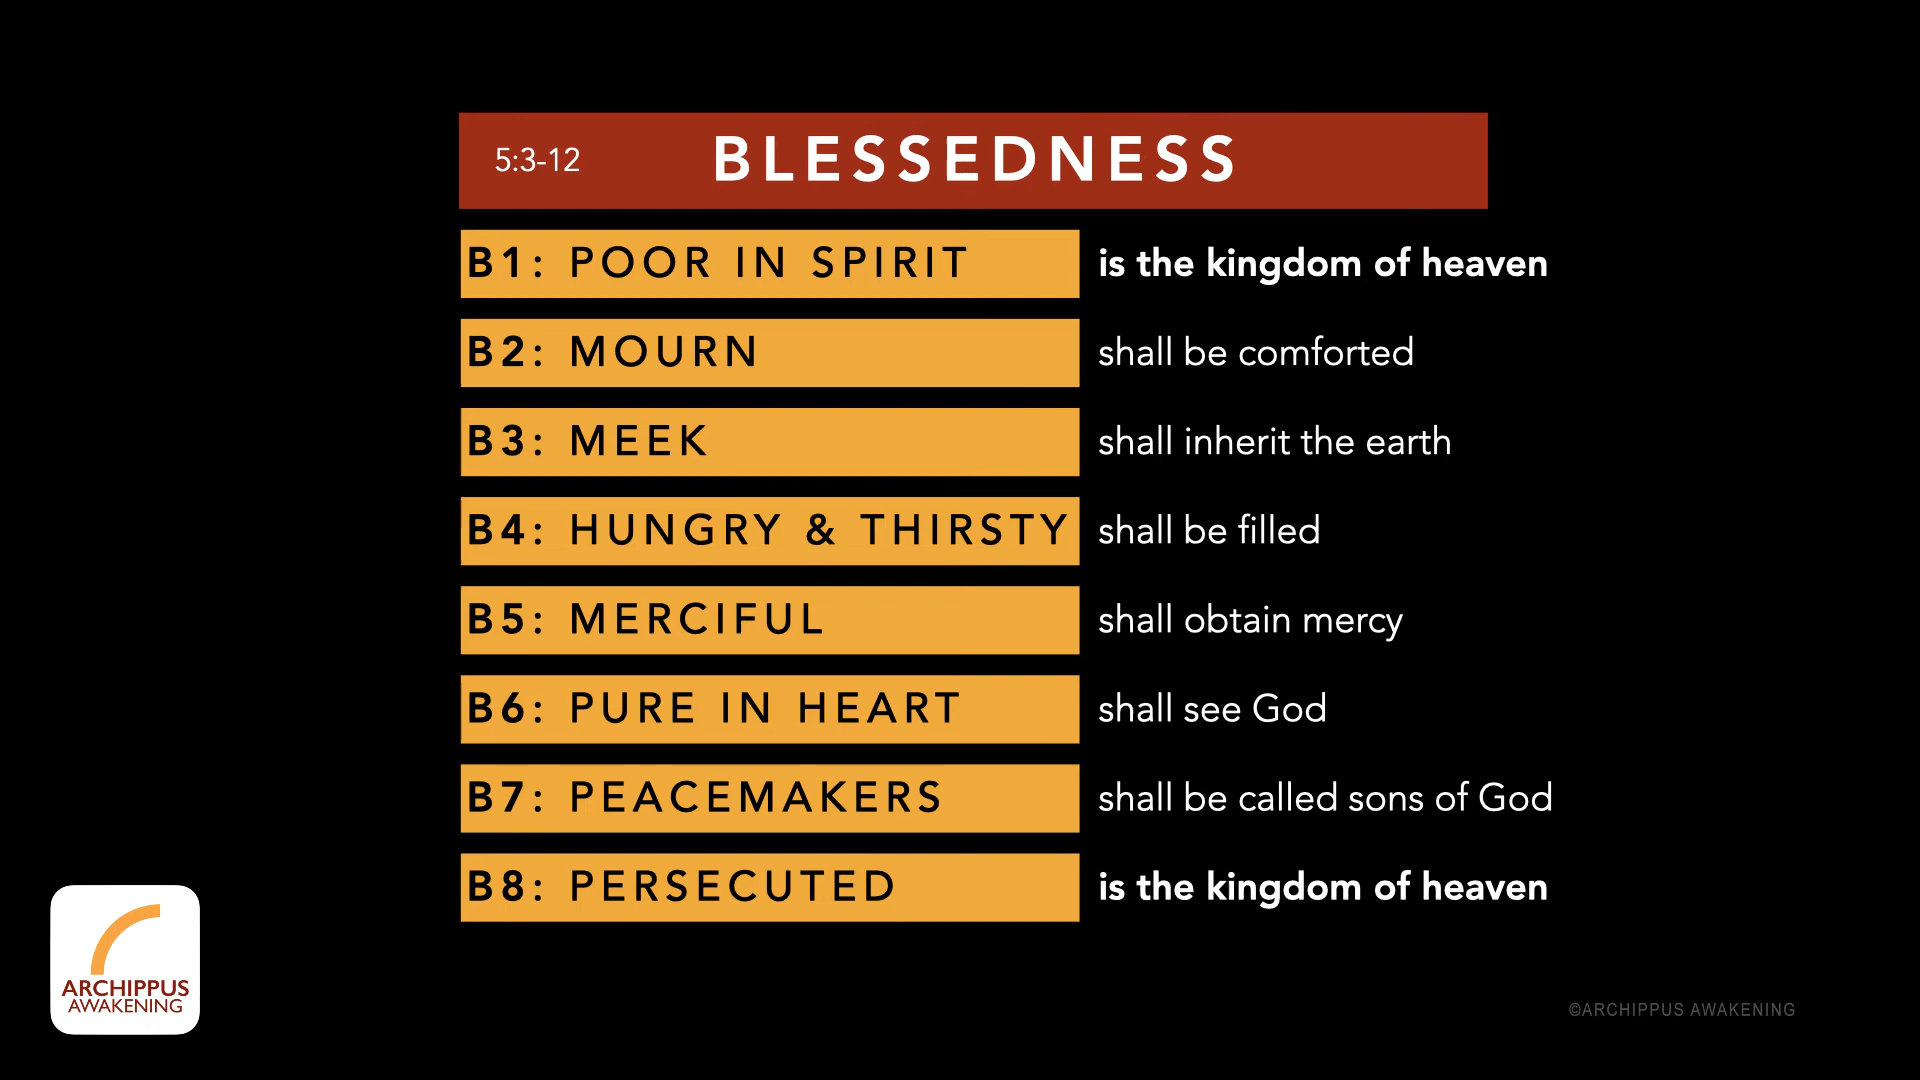 5:3-12 BLESSEDNESS
B1: POOR IN SPIRIT is the kingdom of heaven
B2: MOURN shall be comforted
B3: MEEK shall inherit the earth
B4: HUNGRY & THIRSTY shall be filled
B5: MERCIFUL shall obtain mercy
B6: PURE IN HEART shall see God
B7: PEACEMAKERS shall be called sons of God
B8: PERSECUTED is the kingdom of heaven
ARCHIPPUS
AWAKENING
©ARCHIPPUS AWAKENING